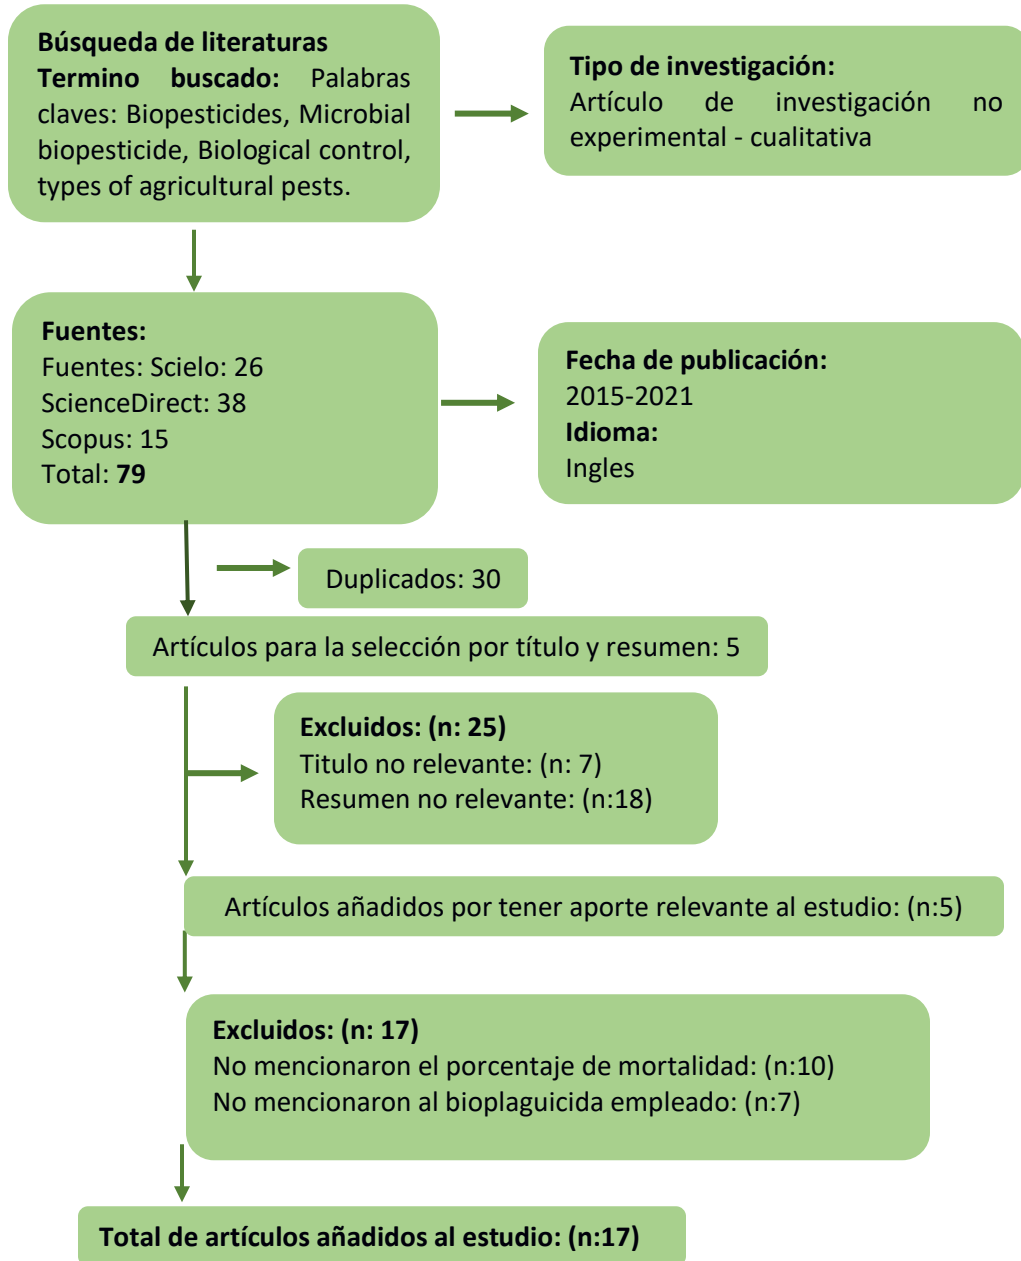 Búsqueda de literaturas
Termino buscado: Palabras
claves: Biopesticides, Microbial
biopesticide, Biological control,
types of agricultural pests.
Tipo de investigación:
Artículo de investigación no
experimental - cualitativa
Fuentes:
Fuentes: Scielo: 26
ScienceDirect: 38
Scopus: 15
Total: 79
Fecha de publicación:
2015-2021
Idioma:
Ingles
Duplicados: 30
Artículos para la selección por título y resumen: 5
Excluidos: (n: 25)
Titulo no relevante: (n: 7)
Resumen no relevante: (n:18)
Artículos añadidos por tener aporte relevante al estudio: (n:5)
Excluidos: (n: 17)
No mencionaron el porcentaje de mortalidad: (n:10)
No mencionaron al bioplaguicida empleado: (n:7)
Total de artículos añadidos al estudio: (n:17)